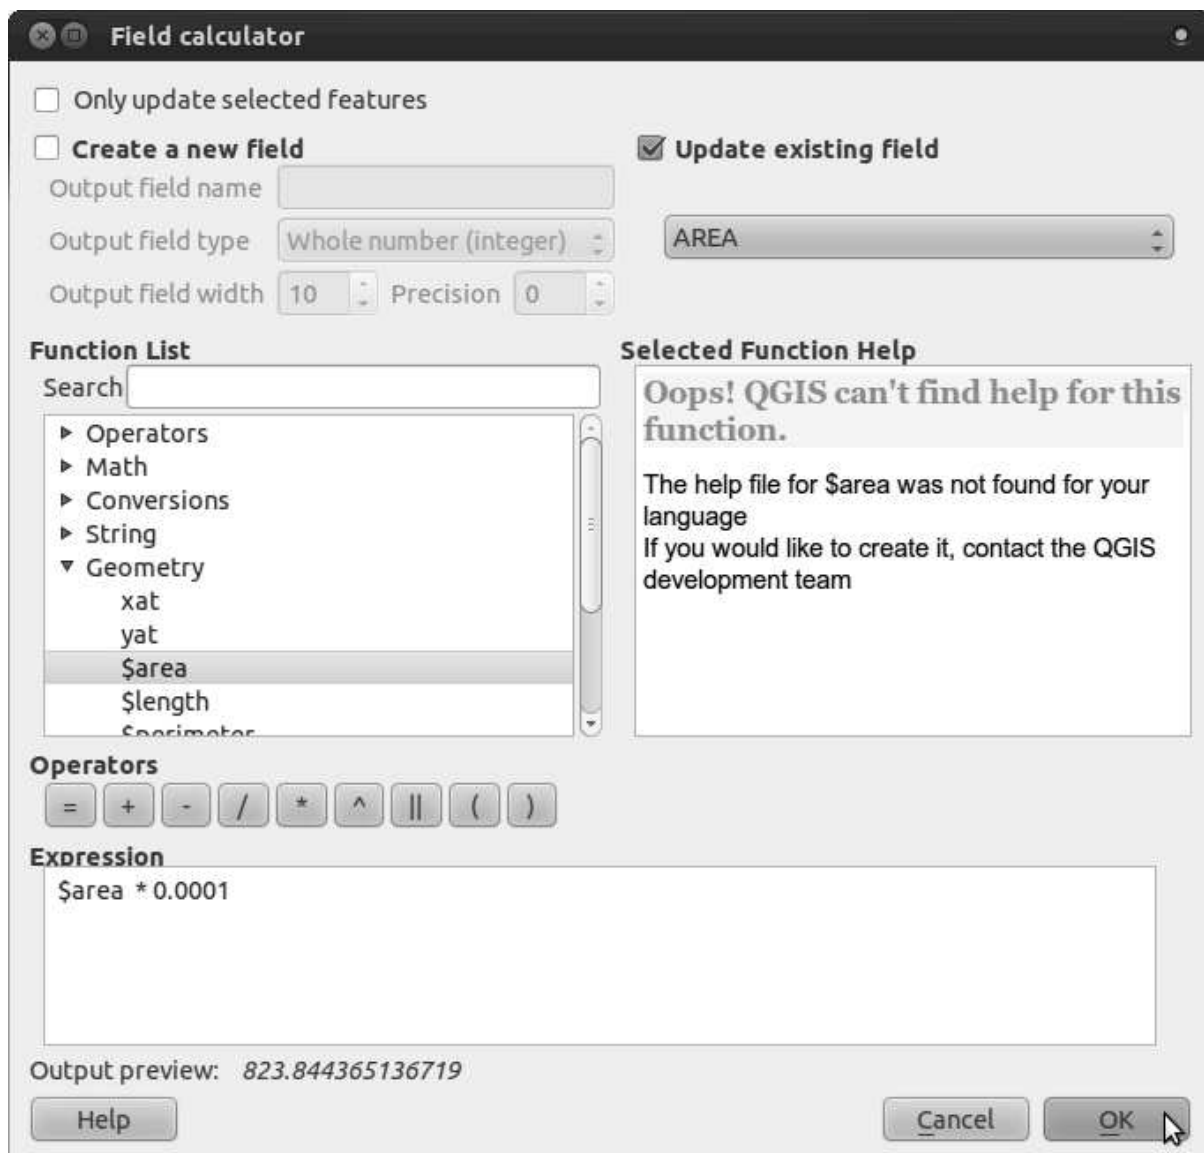 Field calculator
Only update selected features
Create a new field
Update existing field
Output field name
Output field type Whole number (integer)
AREA
Output field width 10 Precision 0
Function List
Selected Function Help
Search
Oops! QGIS can't find help for this
function.
Operators
Math
Conversions
String
Geometry
xat
yat
$area
$length
$perimeter
The help file for $area was not found for your
language
If you would like to create it, contact the QGIS
development team
Operators
= + - / * ^ || ( )
Expression
$area * 0.0001
Output preview: 823.844365136719
Help
Cancel
OK